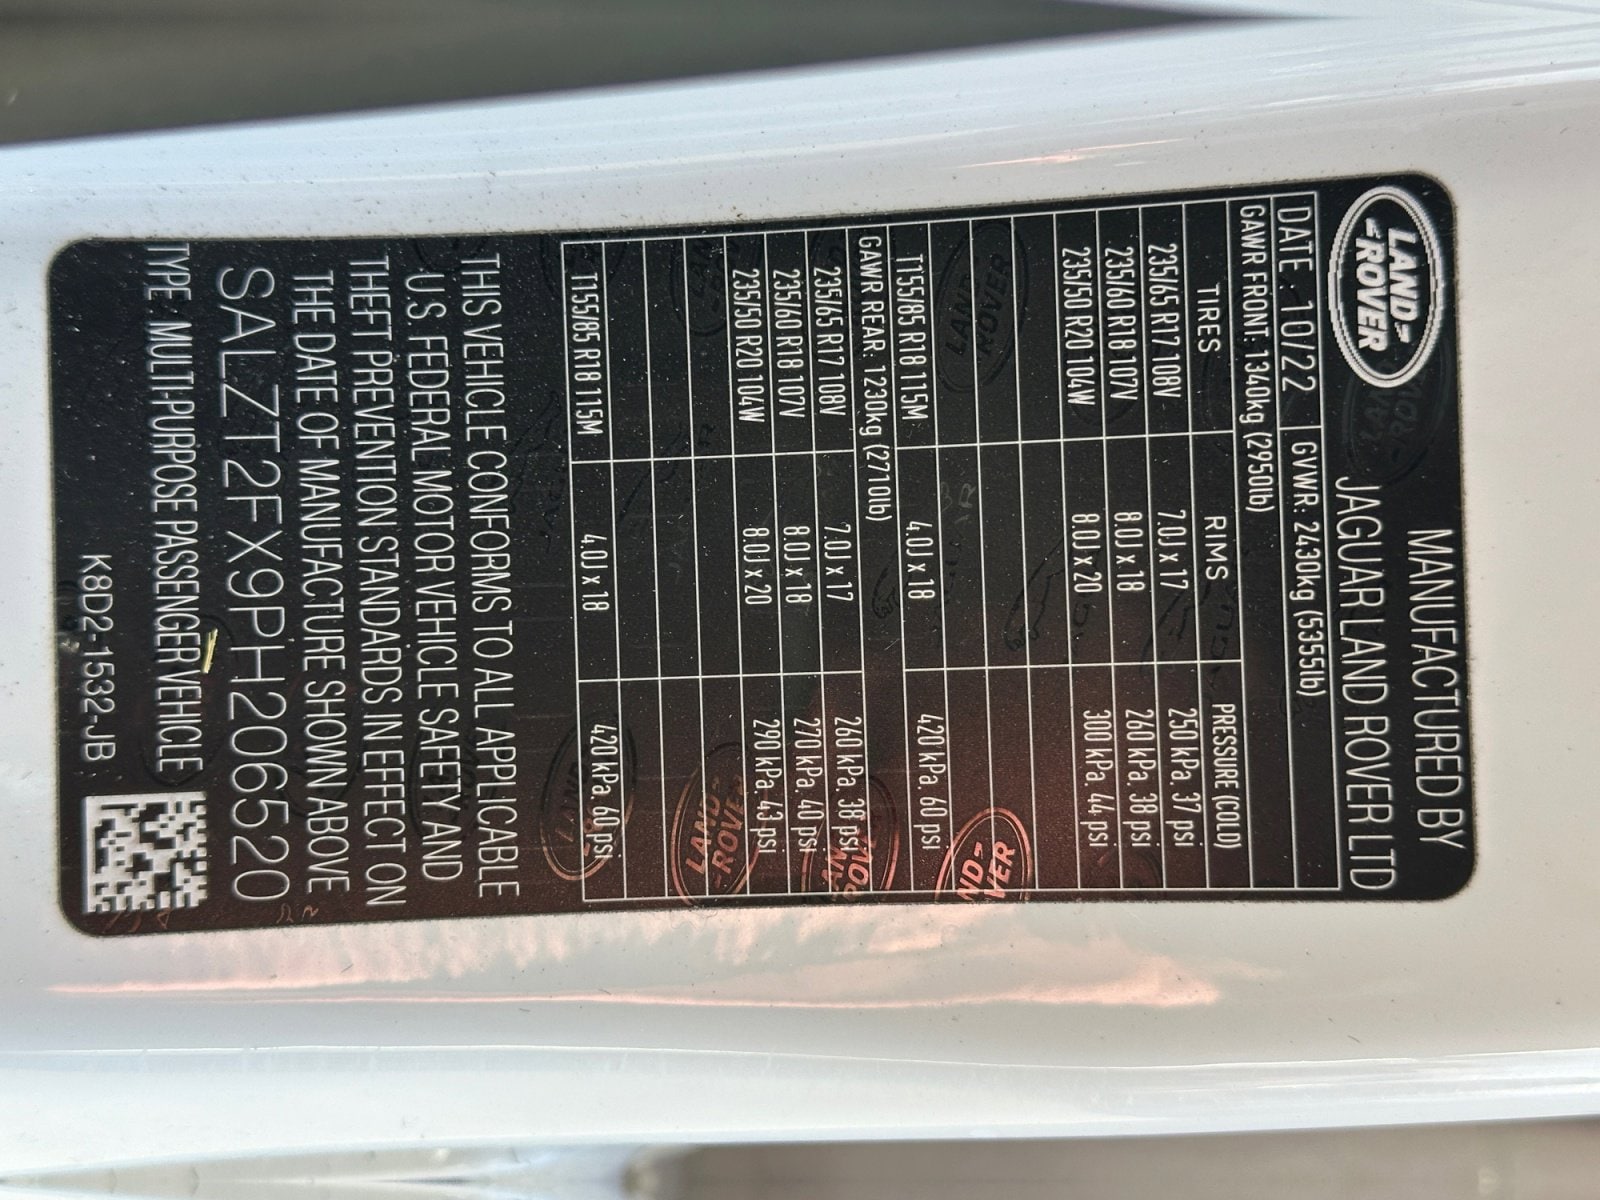 LAND-
-ROVER
MANUFACTURED BY
JAGUAR LAND ROVER LTD
DATE : 10/22 GVWR: 2430kg (5355lb)
GAWR FRONT: 1340kg (2950lb)
TIRES RIMS PRESSURE (COLD)
235/65 R17 108V 7.0J x 17 250 kPa, 37 psi
235/60 R18 107V 8.0J x 18 260 kPa, 38 psi
235/50 R20 104W 8.0J x 20 300 kPa, 44 psi
T155/85 R18 115M 4.0J x 18 420 kPa, 60 psi
GAWR REAR: 1230kg (2710lb)
235/65 R17 108V 7.0J x 17 260 kPa, 38 psi
235/60 R18 107V 8.0J x 18 270 kPa, 40 psi
235/50 R20 104W 8.0J x 20 290 kPa, 43 psi
T155/85 R18 115M 4.0J x 18 420 kPa, 60 psi
THIS VEHICLE CONFORMS TO ALL APPLICABLE
U.S. FEDERAL MOTOR VEHICLE SAFETY AND
THEFT PREVENTION STANDARDS IN EFFECT ON
THE DATE OF MANUFACTURE SHOWN ABOVE
SALZT2FX9PH206520
TYPE : MULTI-PURPOSE PASSENGER VEHICLE
K8D2-1532-JB